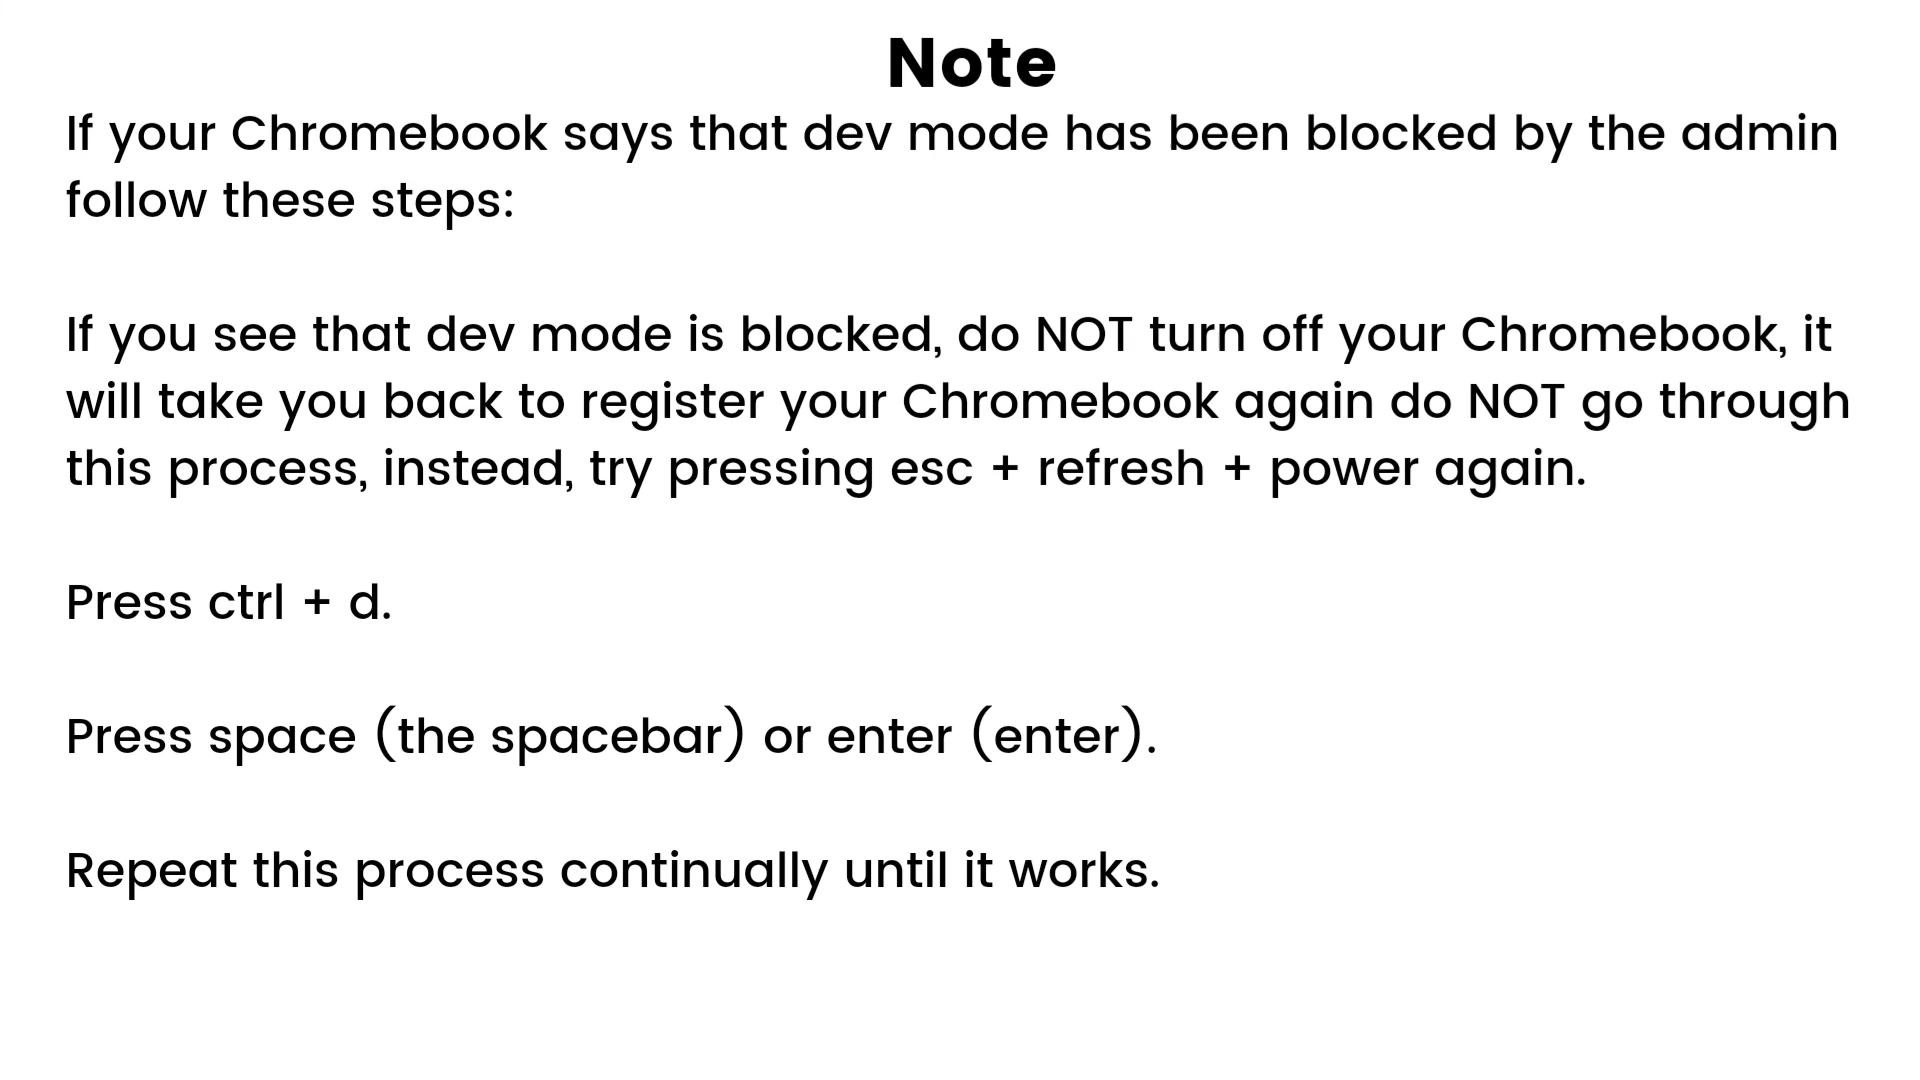 Note
If your Chromebook says that dev mode has been blocked by the admin
follow these steps:
If you see that dev mode is blocked, do NOT turn off your Chromebook, it
will take you back to register your Chromebook again do NOT go through
this process, instead, try pressing esc + refresh + power again.
Press ctrl + d.
Press space (the spacebar) or enter (enter).
Repeat this process continually until it works.